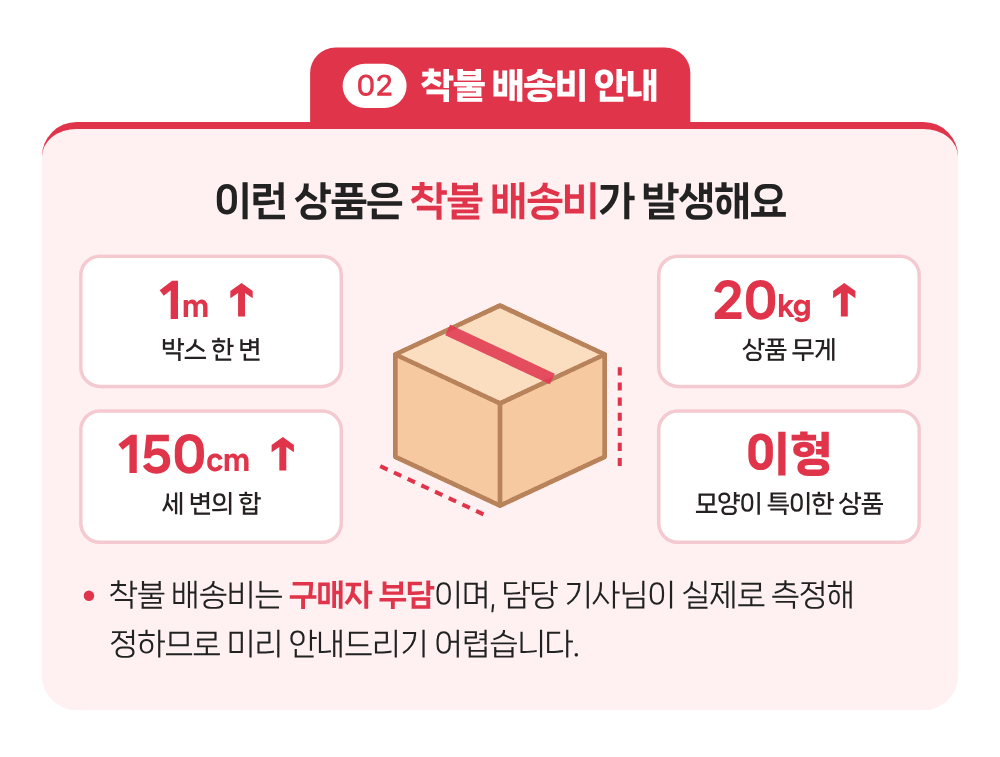 02 착불 배송비 안내
이런 상품은 착불 배송비가 발생해요
1m ↑
박스 한 변
20kg ↑
상품 무게
150cm ↑
세 변의 합
이형
모양이 특이한 상품
• 착불 배송비는 구매자 부담이며, 담당 기사님이 실제로 측정해
정하므로 미리 안내드리기 어렵습니다.